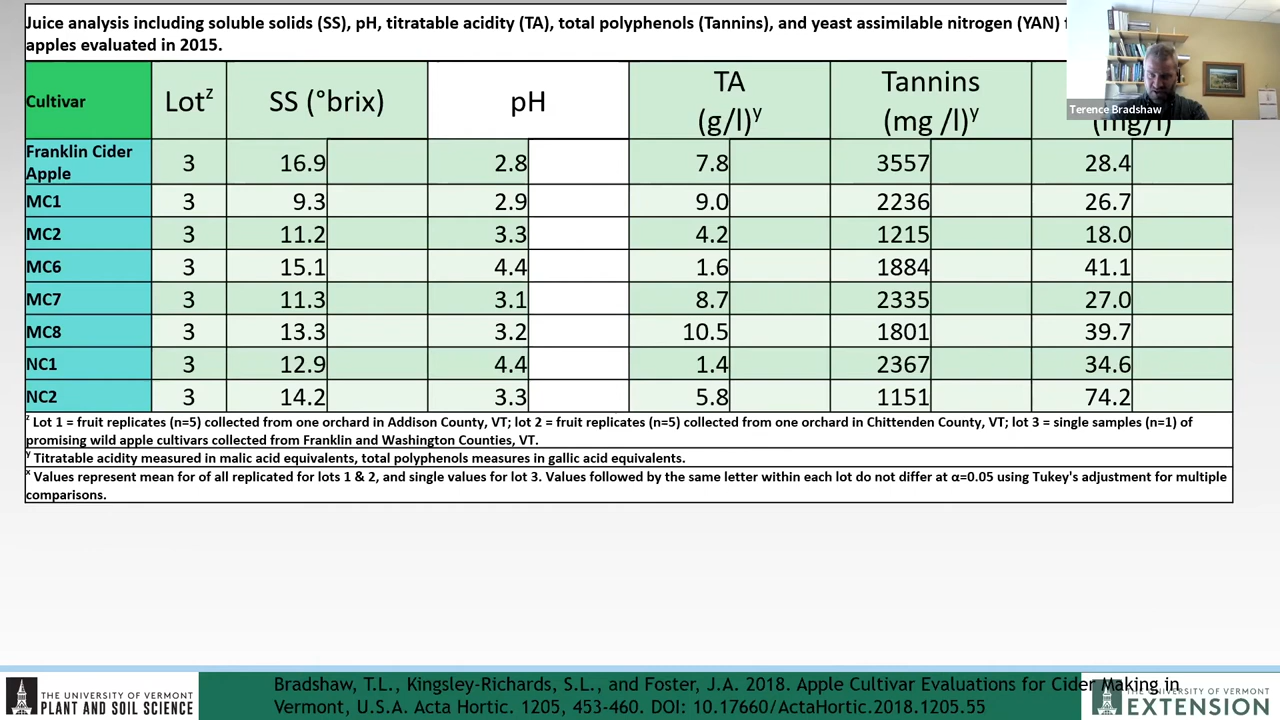 Juice analysis including soluble solids (SS), pH, titratable acidity (TA), total polyphenols (Tannins), and yeast assimilable nitrogen (YAN)
apples evaluated in 2015.
Terence Bradshaw
Cultivar Lotᶻ SS (°brix) pH TA (g/l)ʸ Tannins (mg /l)ʸ (mg/l)
Franklin Cider Apple 3 16.9 2.8 7.8 3557 28.4
MC1 3 9.3 2.9 9.0 2236 26.7
MC2 3 11.2 3.3 4.2 1215 18.0
MC6 3 15.1 4.4 1.6 1884 41.1
MC7 3 11.3 3.1 8.7 2335 27.0
MC8 3 13.3 3.2 10.5 1801 39.7
NC1 3 12.9 4.4 1.4 2367 34.6
NC2 3 14.2 3.3 5.8 1151 74.2
ᶻ Lot 1 = fruit replicates (n=5) collected from one orchard in Addison County, VT; lot 2 = fruit replicates (n=5) collected from one orchard in Chittenden County, VT; lot 3 = single samples (n=1) of
promising wild apple cultivars collected from Franklin and Washington Counties, VT.
ʸ Titratable acidity measured in malic acid equivalents, total polyphenols measures in gallic acid equivalents.
ˣ Values represent mean for of all replicated for lots 1 & 2, and single values for lot 3. Values followed by the same letter within each lot do not differ at α=0.05 using Tukey's adjustment for multiple
comparisons.
THE UNIVERSITY OF VERMONT
PLANT AND SOIL SCIENCE
Bradshaw, T.L., Kingsley-Richards, S.L., and Foster, J.A. 2018. Apple Cultivar Evaluations for Cider Making in
Vermont, U.S.A. Acta Hortic. 1205, 453-460. DOI: 10.17660/ActaHortic.2018.1205.55
UNIVERSITY OF VERMONT
EXTENSION